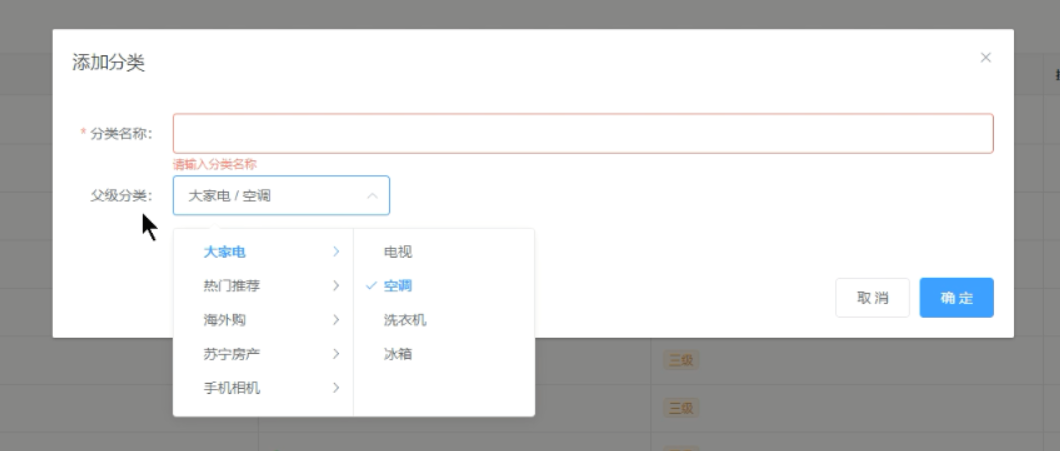 添加分类
* 分类名称:
请输入分类名称
父级分类: 大家电 / 空调
大家电 电视
热门推荐 空调
海外购 洗衣机
苏宁房产 冰箱
手机相机
取消 确定
三级
三级